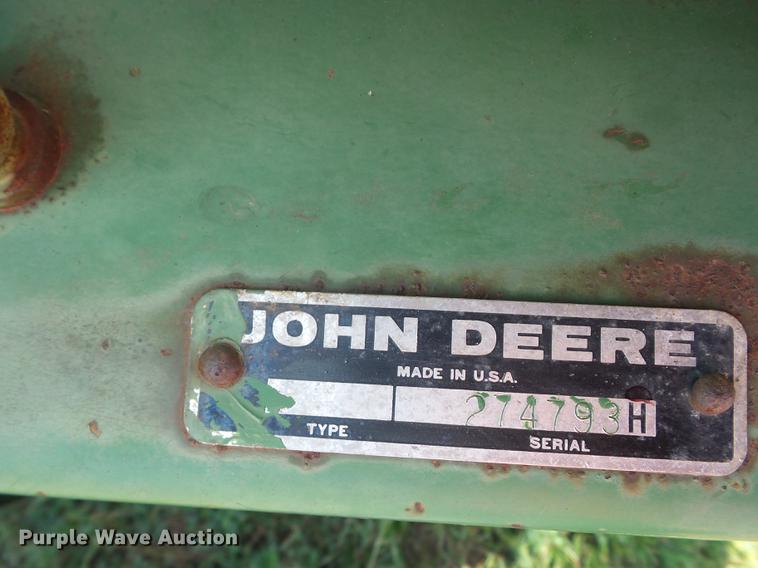 JOHN DEERE
MADE IN U.S.A.
274793H
TYPE
SERIAL
Purple Wave Auction